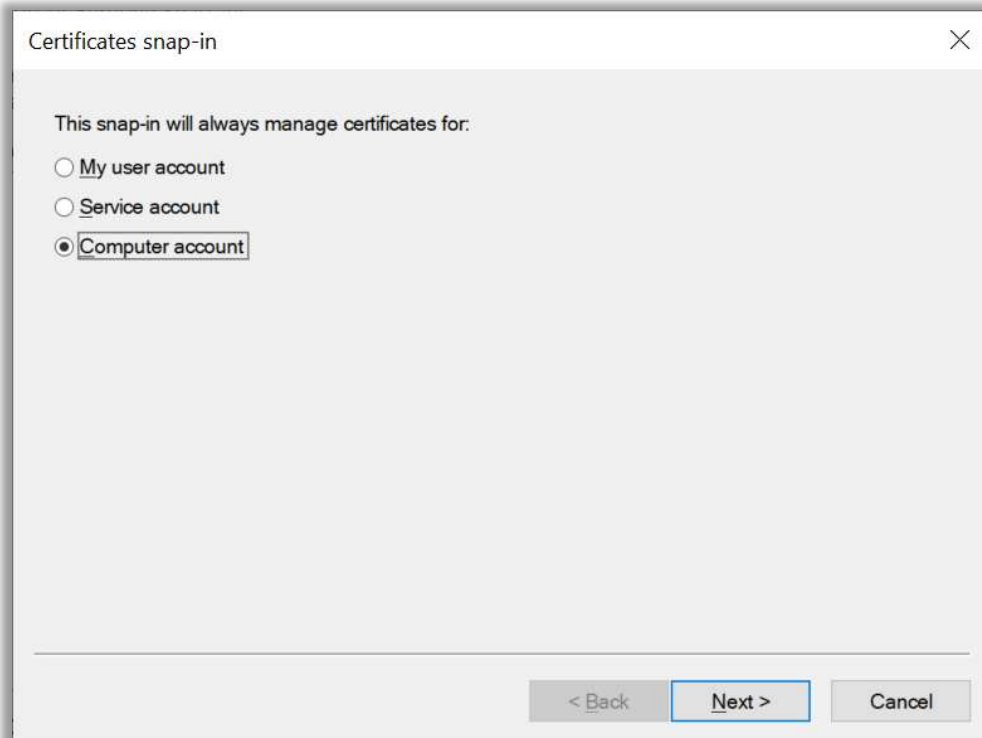 Certificates snap-in
This snap-in will always manage certificates for:
My user account
Service account
Computer account
< Back
Next >
Cancel